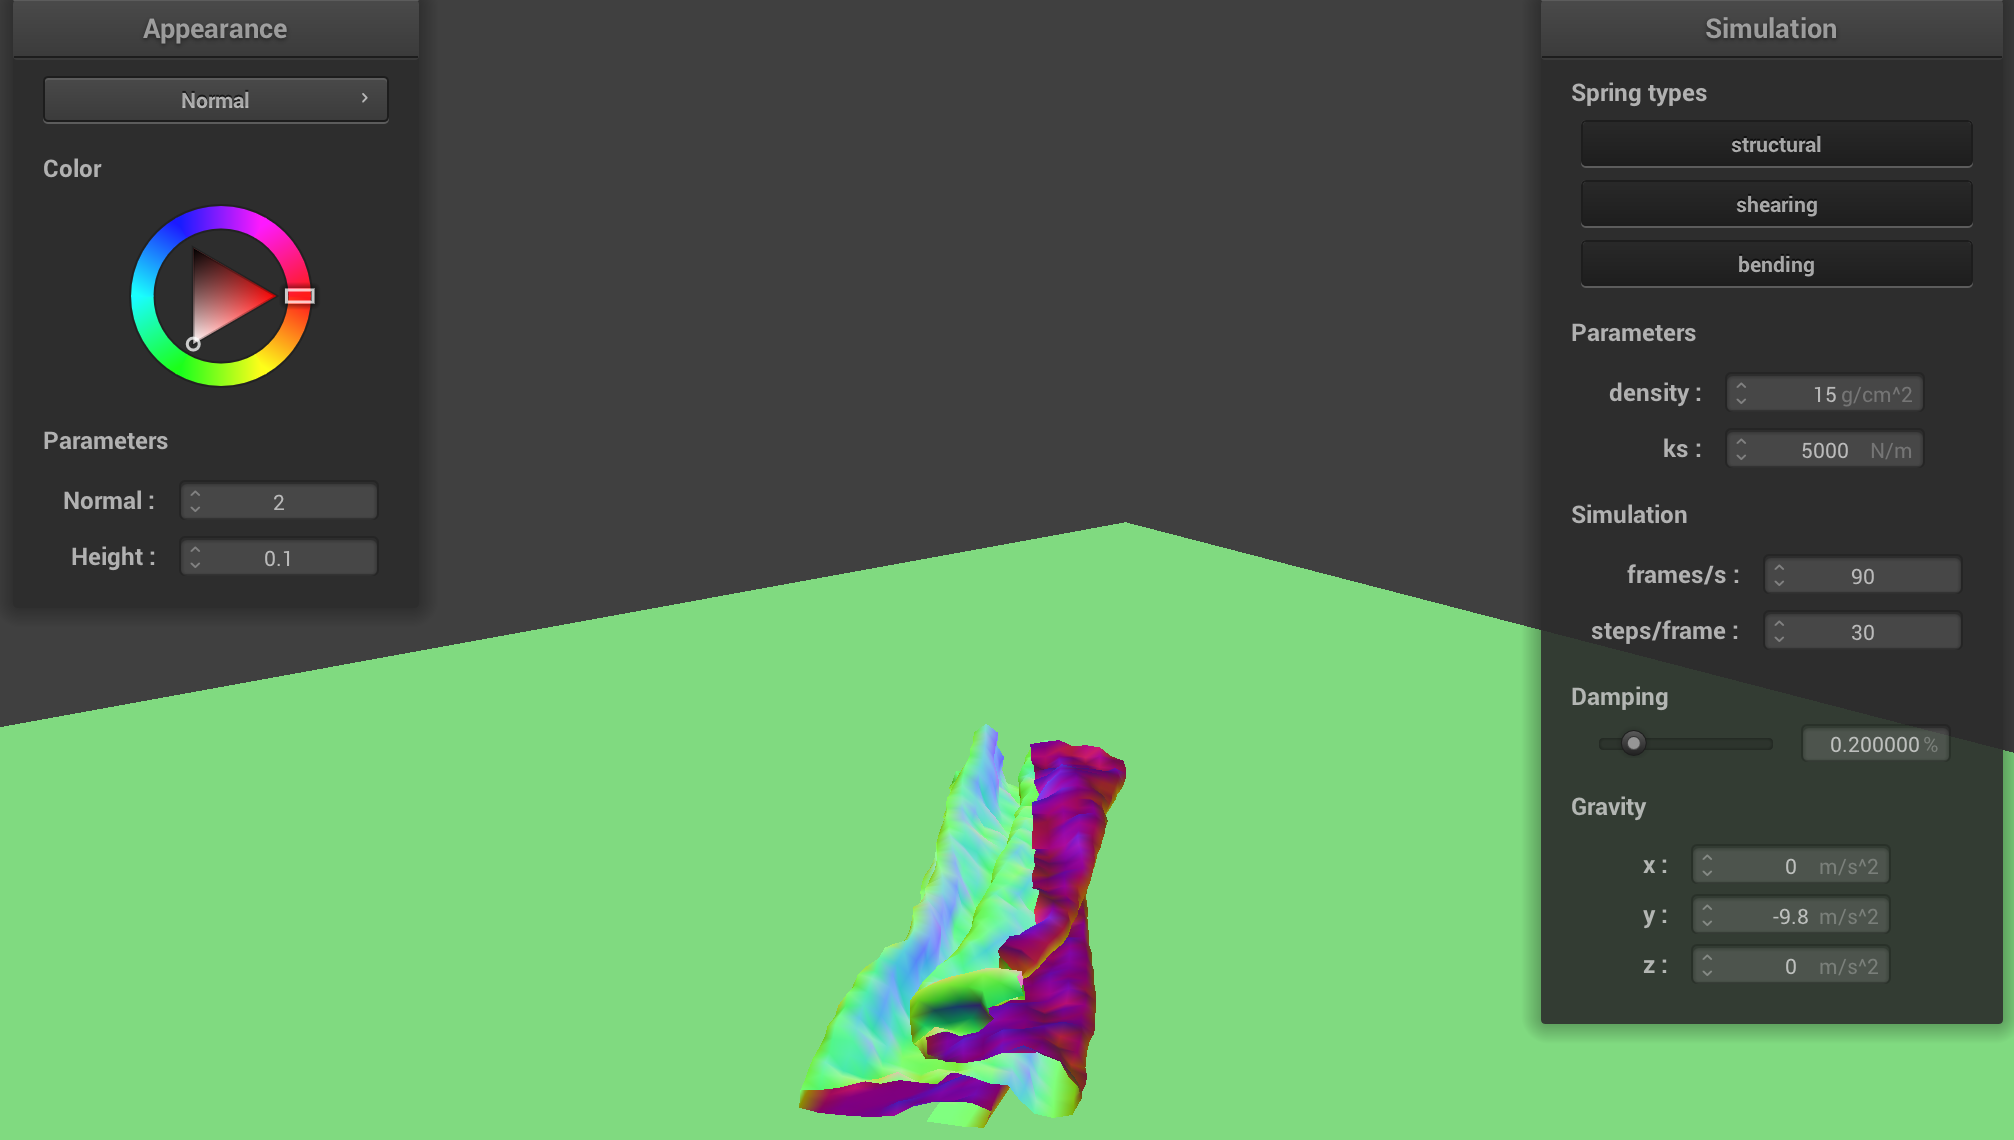 Appearance
Normal
Color
Parameters
Normal : 2
Height : 0.1
Simulation
Spring types
structural
shearing
bending
Parameters
density : 15 g/cm^2
ks : 5000 N/m
Simulation
frames/s : 90
steps/frame : 30
Damping
0.200000 %
Gravity
x : 0 m/s^2
y : -9.8 m/s^2
z : 0 m/s^2